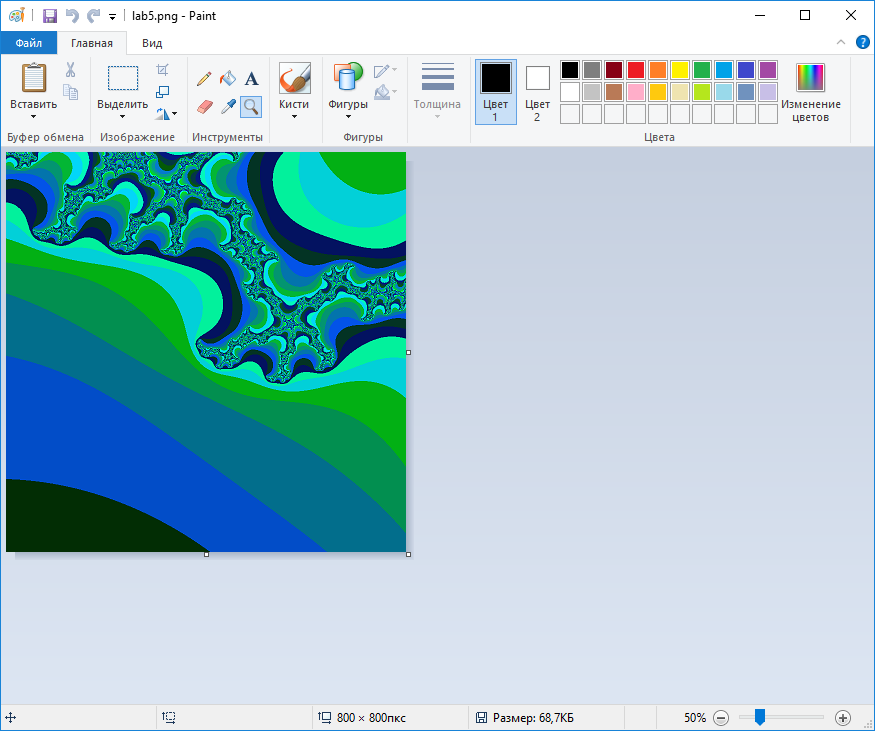 lab5.png - Paint
Файл
Главная
Вид
?
Вставить
Выделить
A
Кисти
Фигуры
Толщина
Цвет
1
Цвет
2
Изменение
цветов
Буфер обмена
Изображение
Инструменты
Фигуры
Цвета
800 × 800пкс
Размер: 68,7КБ
50%